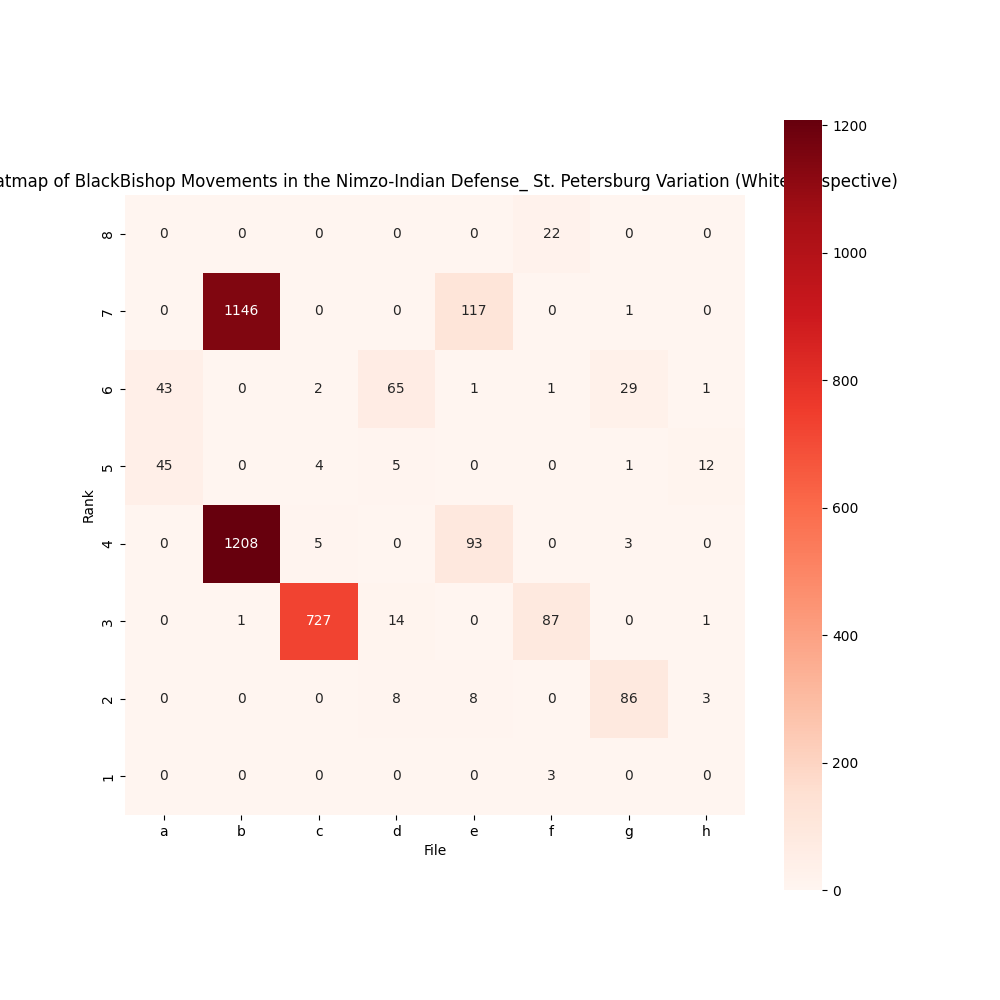 atmap of BlackBishop Movements in the Nimzo-Indian Defense_ St. Petersburg Variation (White spective)
8 0 0 0 0 0 22 0 0
7 0 1146 0 0 117 0 1 0
6 43 0 2 65 1 1 29 1
5 45 0 4 5 0 0 1 12
Rank
4 0 1208 5 0 93 0 3 0
3 0 1 727 14 0 87 0 1
2 0 0 0 8 8 0 86 3
1 0 0 0 0 0 3 0 0
a b c d e f g h
File
1200
1000
800
600
400
200
0